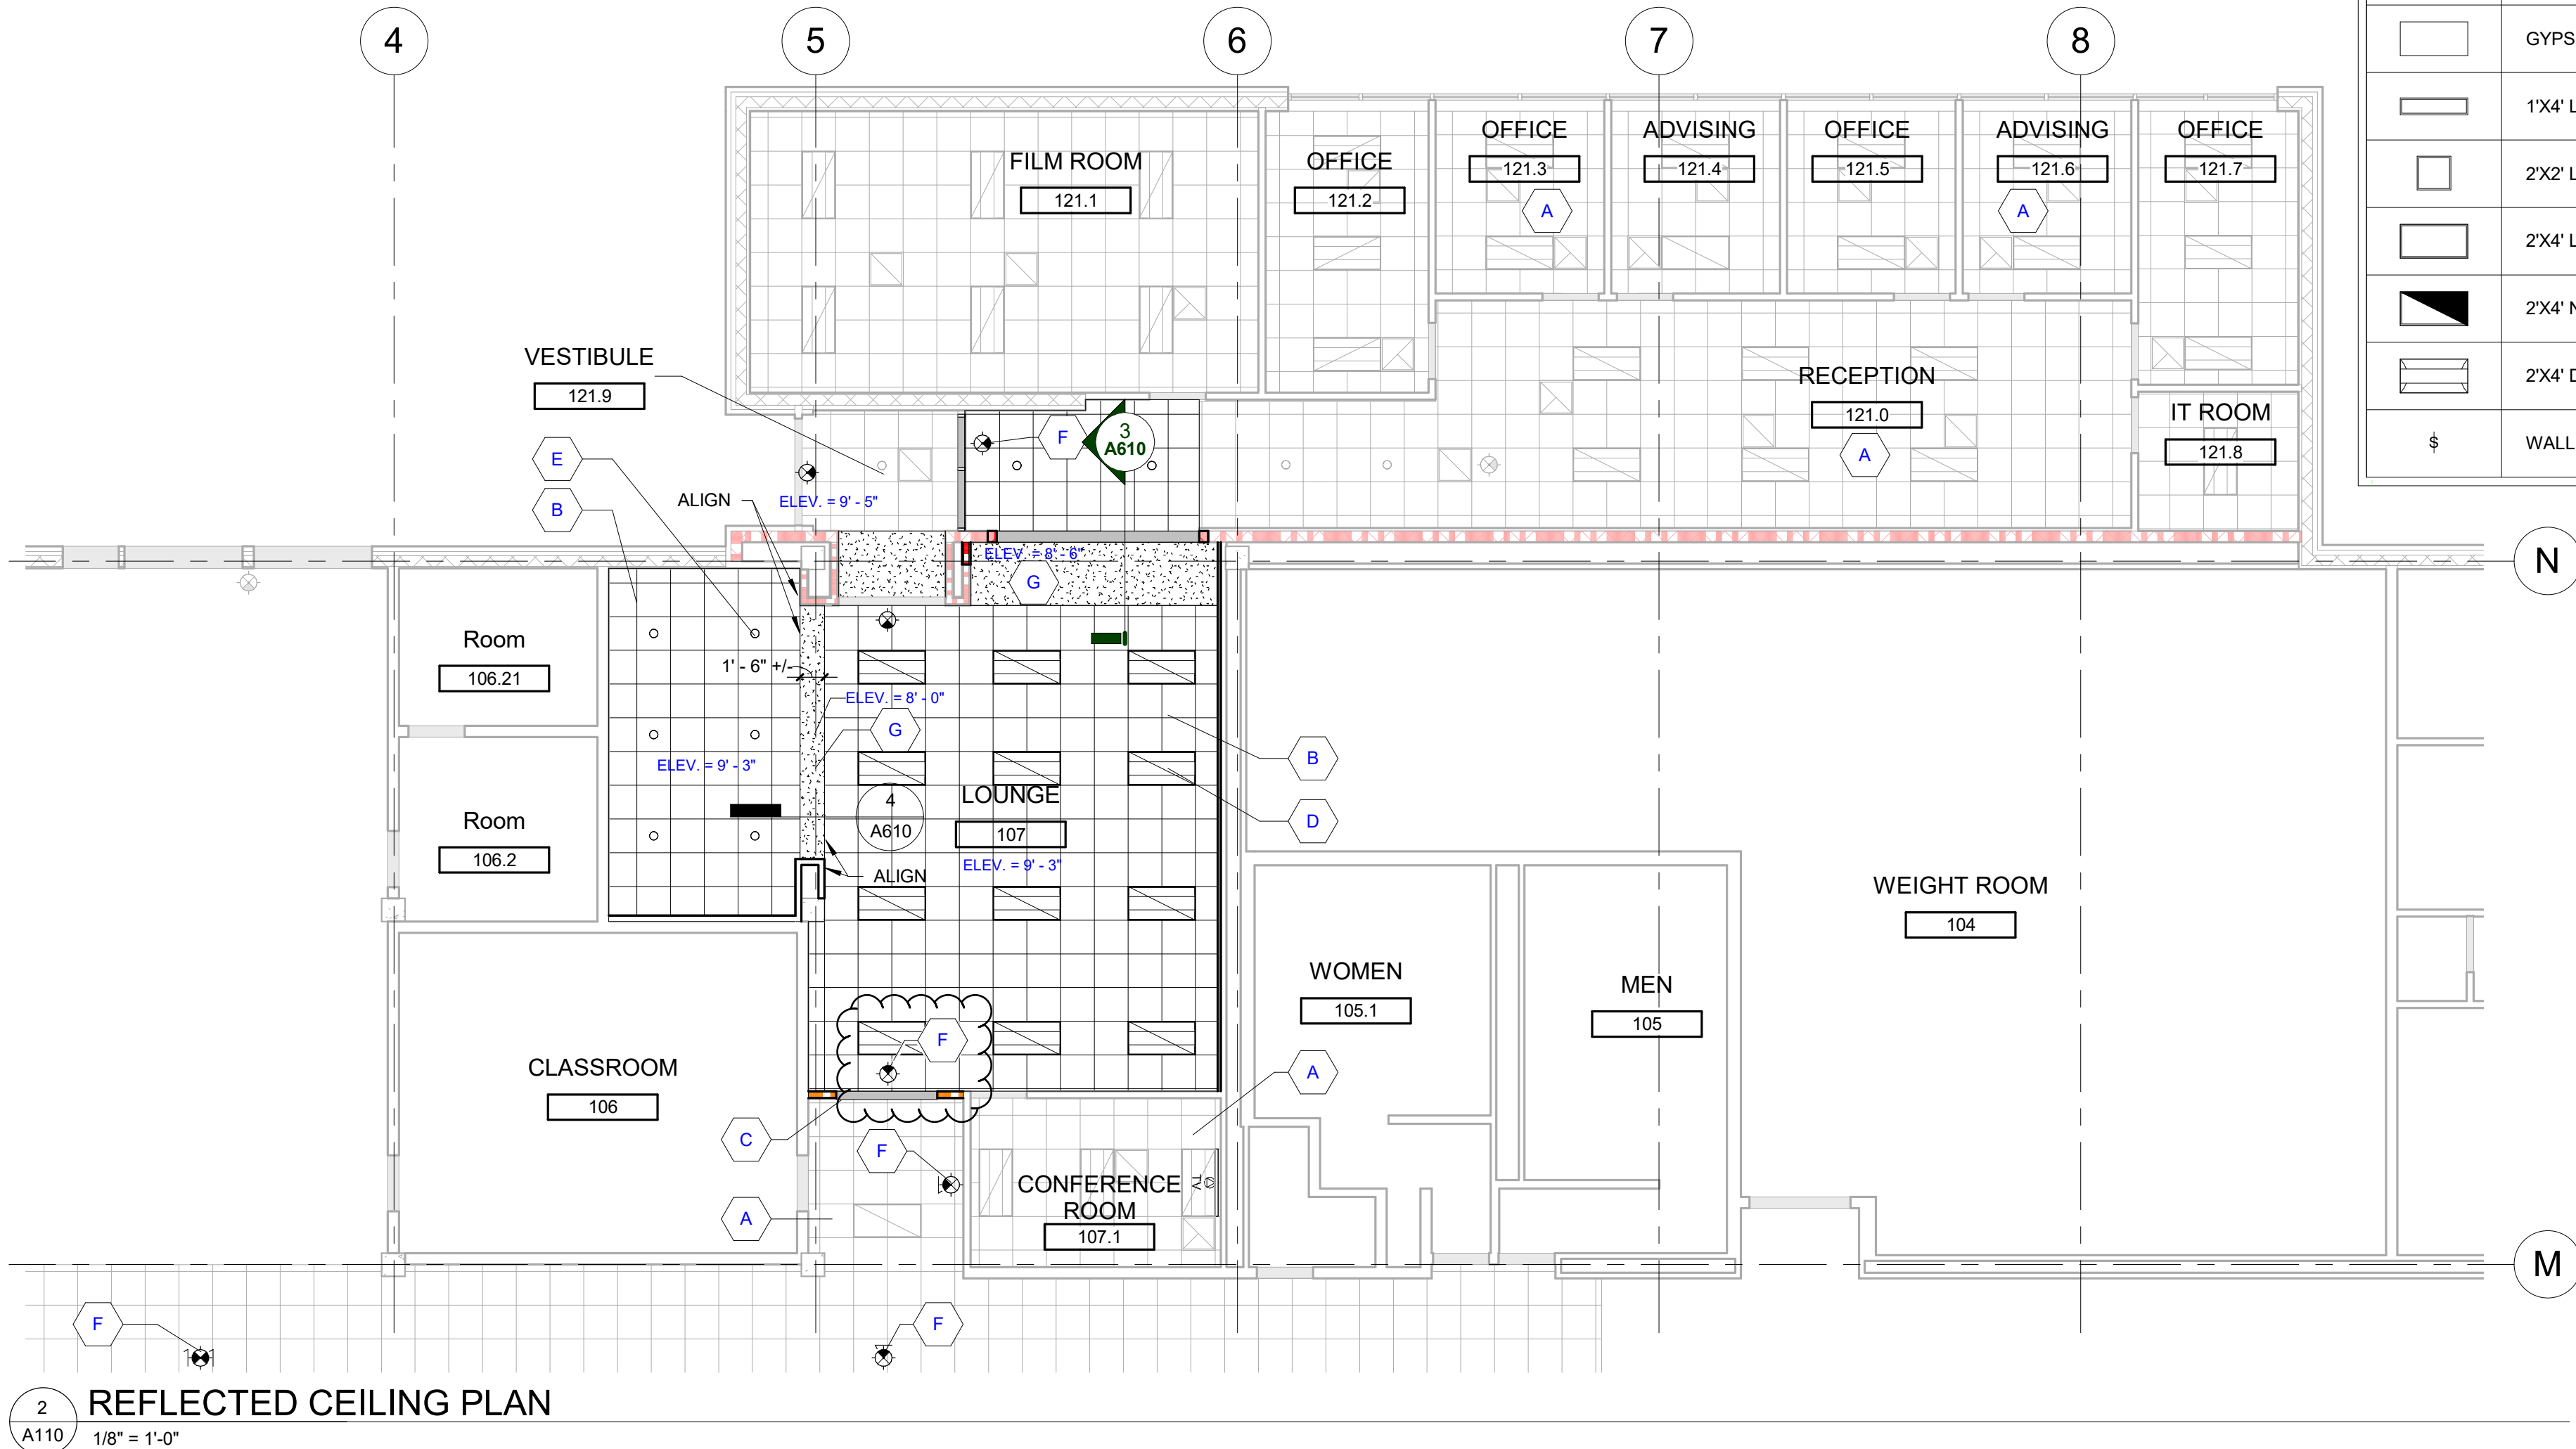 4
5
6
7
8
GYPS
1'X4' L
2'X2' L
2'X4' L
2'X4' N
2'X4' D
$
WALL
FILM ROOM
121.1
OFFICE
121.2
OFFICE
121.3
A
ADVISING
121.4
OFFICE
121.5
ADVISING
121.6
A
OFFICE
121.7
VESTIBULE
121.9
RECEPTION
121.0
A
IT ROOM
121.8
F
3
A610
E
B
ALIGN
ELEV. = 9' - 5"
ELEV. = 8' - 6"
G
N
Room
106.21
1' - 6" +/-
ELEV. = 8' - 0"
G
ELEV. = 9' - 3"
B
D
Room
106.2
4
A610
LOUNGE
107
ELEV. = 9' - 3"
ALIGN
WEIGHT ROOM
104
WOMEN
105.1
MEN
105
CLASSROOM
106
F
A
C
F
A
CONFERENCE
ROOM
107.1
TV
M
F
F
2
A110
REFLECTED CEILING PLAN
1/8" = 1'-0"